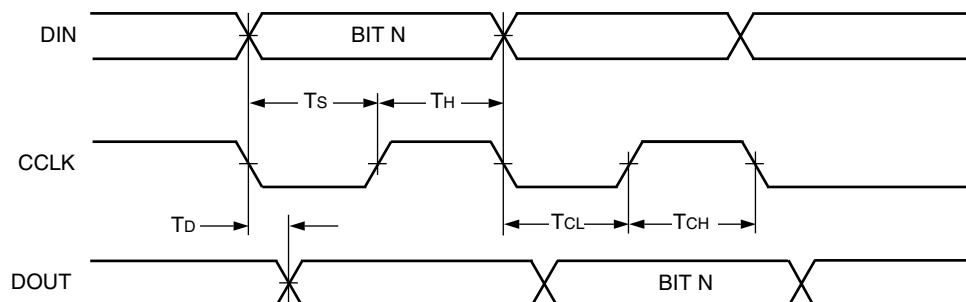 DIN BIT N
TS TH
CCLK
TD TCL TCH
DOUT BIT N